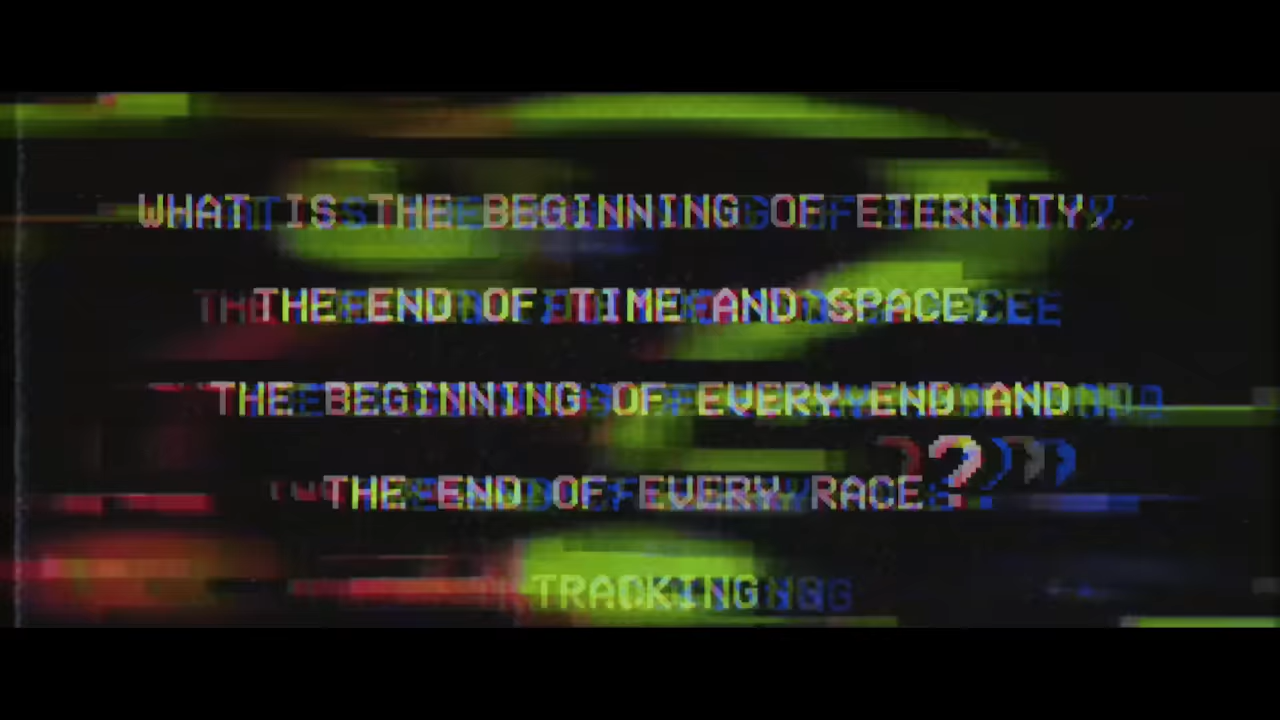 WHAT IS THE BEGINNING OF ETERNITY,
THE END OF TIME AND SPACE,
THE BEGINNING OF EVERY END AND
THE END OF EVERY RACE?
TRACKING